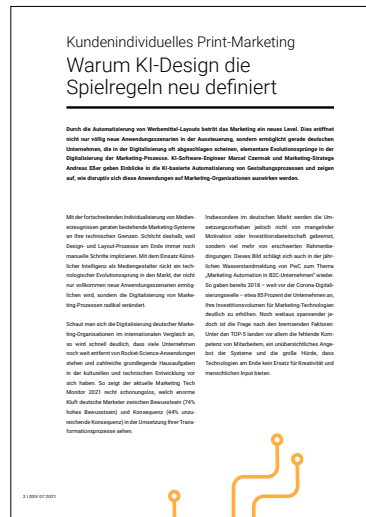 Kundenindividuelles Print-Marketing
Warum KI-Design die
Spielregeln neu definiert
Durch die Automatisierung von Werbemittel-Layouts betritt das Marketing ein neues Level. Dies eröffnet
nicht nur völlig neue Anwendungsszenarien in der Aussteuerung, sondern ermöglicht gerade deutschen
Unternehmen, die in der Digitalisierung oft abgeschlagen scheinen, elementare Evolutionssprünge in der
Digitalisierung der Marketing-Prozesse. KI-Software-Engineer Marcel Czermak und Marketing-Stratege
Andreas Eßer geben Einblicke in die KI-basierte Automatisierung von Gestaltungsprozessen und zeigen
auf, wie disruptiv sich diese Anwendungen auf Marketing-Organisationen auswirken werden.
Mit der fortschreitenden Individualisierung von Medien-
erzeugnissen geraten bestehende Marketing-Systeme
an ihre technischen Grenzen. Schlicht deshalb, weil
Design- und Layout-Prozesse am Ende immer noch
manuelle Schritte implizieren. Mit dem Einsatz Künst-
licher Intelligenz als Mediengestalter rückt ein tech-
nologischer Evolutionssprung in den Markt, der nicht
nur vollkommen neue Anwendungsszenarien ermög-
lichen wird, sondern die Digitalisierung von Marke-
ting-Prozessen radikal verändert.
Schaut man sich die Digitalisierung deutscher Marke-
ting-Organisationen im internationalen Vergleich an,
so wird schnell deutlich, dass viele Unternehmen
noch weit entfernt von Rocket-Science-Anwendungen
stehen und zahlreiche grundlegende Hausaufgaben
in der kulturellen und technischen Entwicklung vor
sich haben. So zeigt der aktuelle Marketing Tech
Monitor 2021 recht schonungslos, welch enorme
Kluft deutsche Marketer zwischen Bewusstsein (74%
hohes Bewusstsein) und Konsequenz (44% unzu-
reichende Konsequenz) in der Umsetzung Ihrer Trans-
formationsprozesse sehen.
Insbesondere im deutschen Markt werden die Um-
setzungsvorhaben jedoch nicht von mangelnder
Motivation oder Investitionsbereitschaft gebremst,
sondern viel mehr von erschwerten Rahmenbe-
dingungen. Dieses Bild schlägt sich auch in der jähr-
lichen Wasserstandmeldung von PwC zum Thema
„Marketing Automation in B2C-Unternehmen“ wieder.
So gaben bereits 2018 – weit vor der Corona-Digitali-
sierungswelle – etwa 85 Prozent der Unternehmen an,
Ihre Investitionsvolumen für Marketing-Technologien
deutlich zu erhöhen. Noch weitaus spannender je-
doch ist die Frage nach den bremsenden Faktoren:
Unter den TOP-5 landen vor allem die fehlende Kom-
petenz von Mitarbeitern, ein unübersichtliches Ange-
bot der Systeme und die große Hürde, dass
Technologien am Ende kein Ersatz für Kreativität und
menschlichen Input bieten.
2 | DDV 07.2021